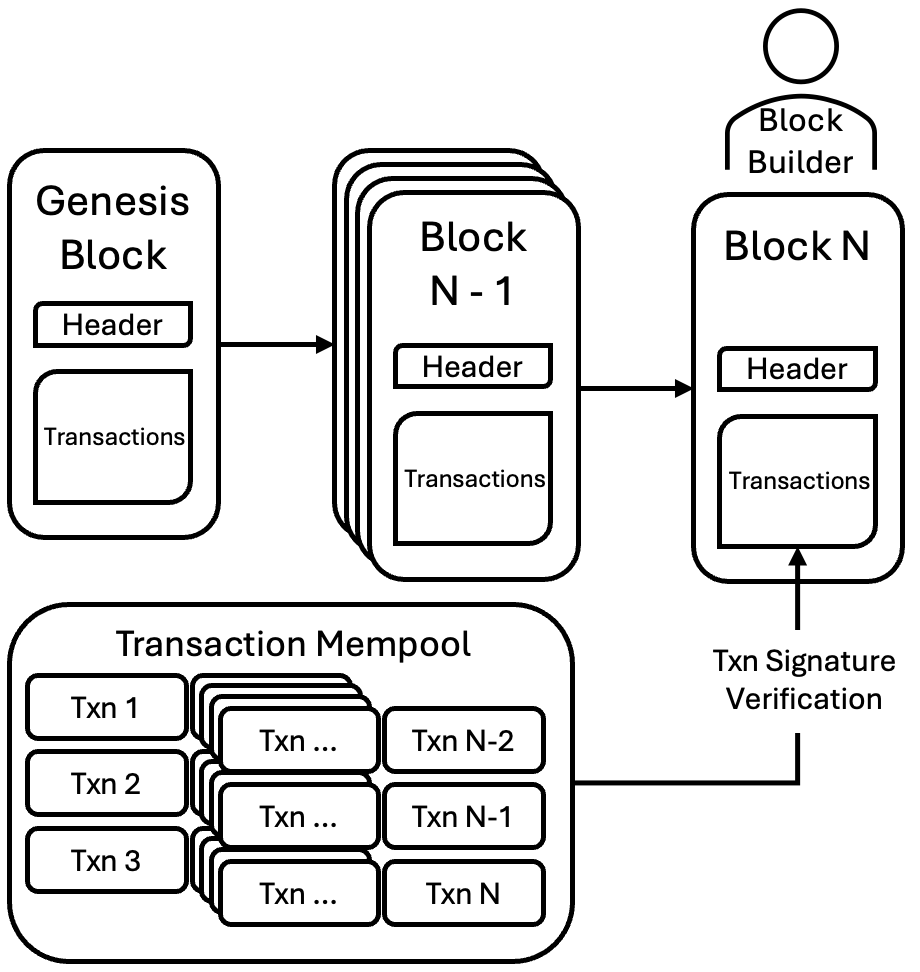 Block
Builder
Genesis
Block
Header
Transactions
Block
N - 1
Header
Transactions
Block N
Header
Transactions
Transaction Mempool
Txn 1
Txn ...
Txn N-2
Txn 2
Txn ...
Txn N-1
Txn 3
Txn ...
Txn N
Txn Signature
Verification